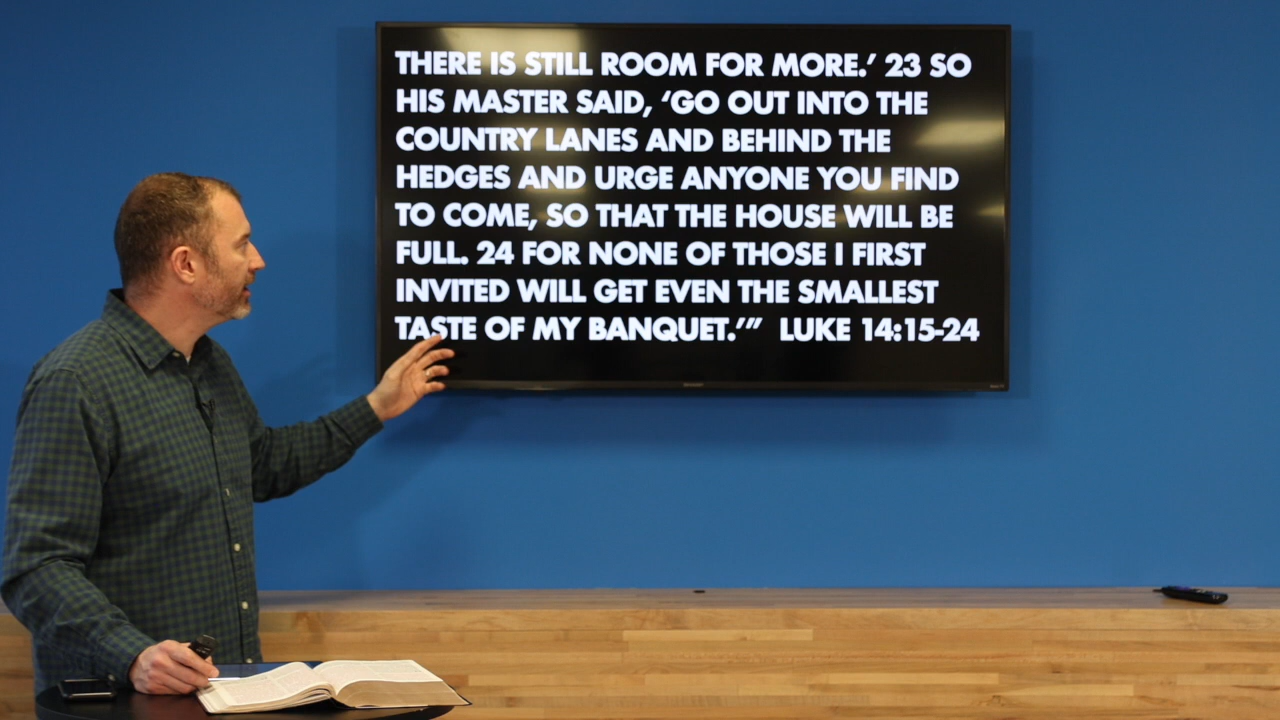 THERE IS STILL ROOM FOR MORE.’ 23 SO
HIS MASTER SAID, ‘GO OUT INTO THE
COUNTRY LANES AND BEHIND THE
HEDGES AND URGE ANYONE YOU FIND
TO COME, SO THAT THE HOUSE WILL BE
FULL. 24 FOR NONE OF THOSE I FIRST
INVITED WILL GET EVEN THE SMALLEST
TASTE OF MY BANQUET.’” LUKE 14:15-24